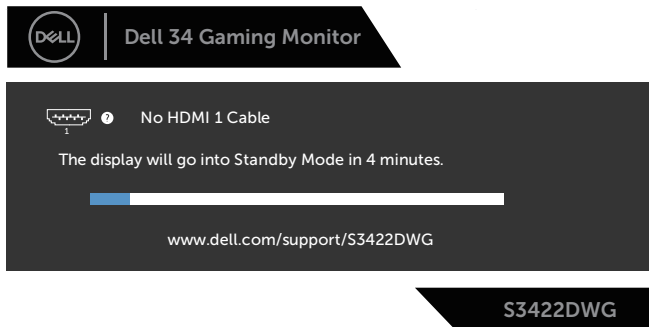 DELL
Dell 34 Gaming Monitor
? No HDMI 1 Cable
1
The display will go into Standby Mode in 4 minutes.
www.dell.com/support/S3422DWG
S3422DWG